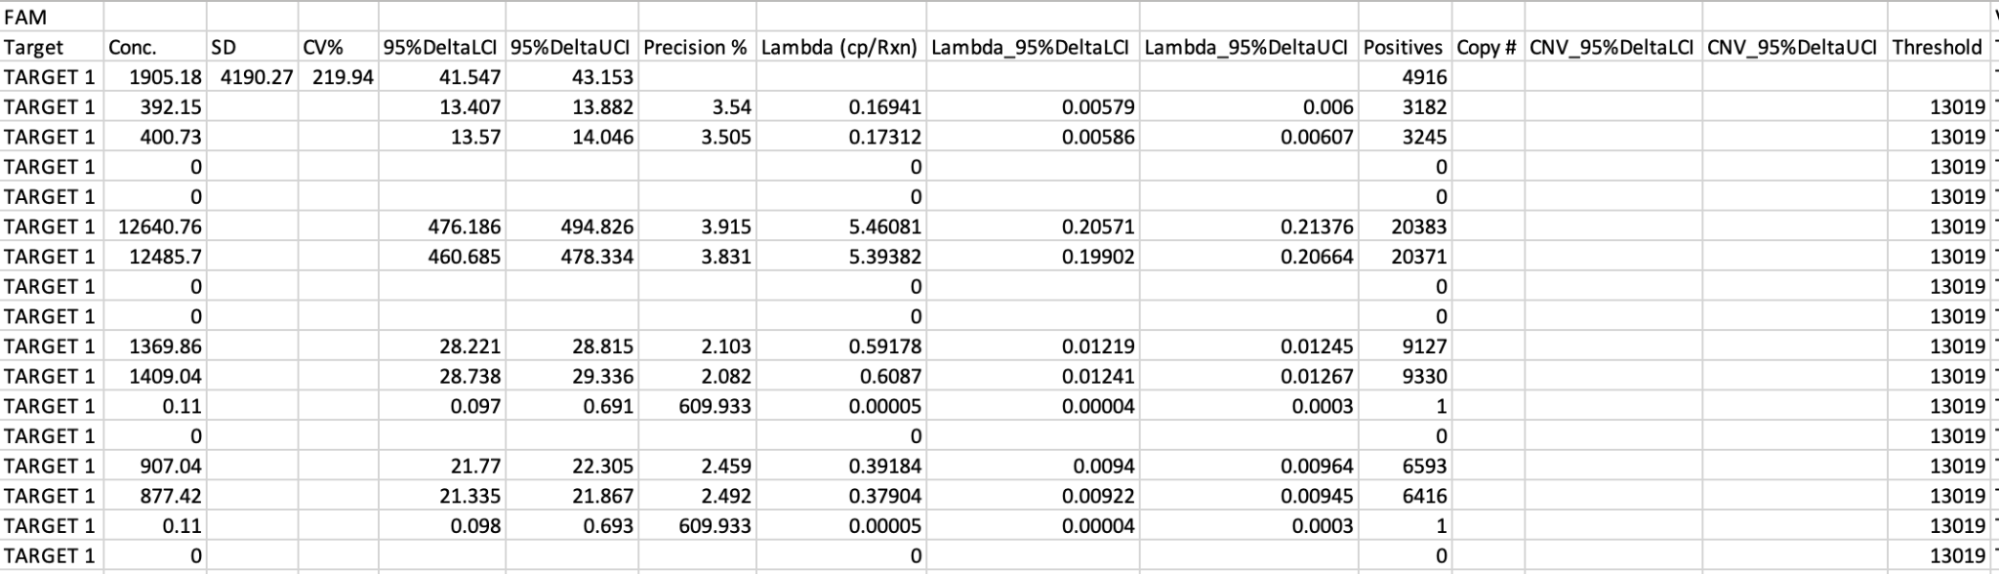 FAM
Target Conc. SD CV% 95%DeltaLCI 95%DeltaUCI Precision % Lambda (cp/Rxn) Lambda_95%DeltaLCI Lambda_95%DeltaUCI Positives Copy # CNV_95%DeltaLCI CNV_95%DeltaUCI Threshold
TARGET 1 1905.18 4190.27 219.94 41.547 43.153 4916
TARGET 1 392.15 13.407 13.882 3.54 0.16941 0.00579 0.006 3182 13019
TARGET 1 400.73 13.57 14.046 3.505 0.17312 0.00586 0.00607 3245 13019
TARGET 1 0 0 0 13019
TARGET 1 0 0 0 13019
TARGET 1 12640.76 476.186 494.826 3.915 5.46081 0.20571 0.21376 20383 13019
TARGET 1 12485.7 460.685 478.334 3.831 5.39382 0.19902 0.20664 20371 13019
TARGET 1 0 0 0 13019
TARGET 1 0 0 0 13019
TARGET 1 1369.86 28.221 28.815 2.103 0.59178 0.01219 0.01245 9127 13019
TARGET 1 1409.04 28.738 29.336 2.082 0.6087 0.01241 0.01267 9330 13019
TARGET 1 0.11 0.097 0.691 609.933 0.00005 0.00004 0.0003 1 13019
TARGET 1 0 0 0 13019
TARGET 1 907.04 21.77 22.305 2.459 0.39184 0.0094 0.00964 6593 13019
TARGET 1 877.42 21.335 21.867 2.492 0.37904 0.00922 0.00945 6416 13019
TARGET 1 0.11 0.098 0.693 609.933 0.00005 0.00004 0.0003 1 13019
TARGET 1 0 0 0 13019